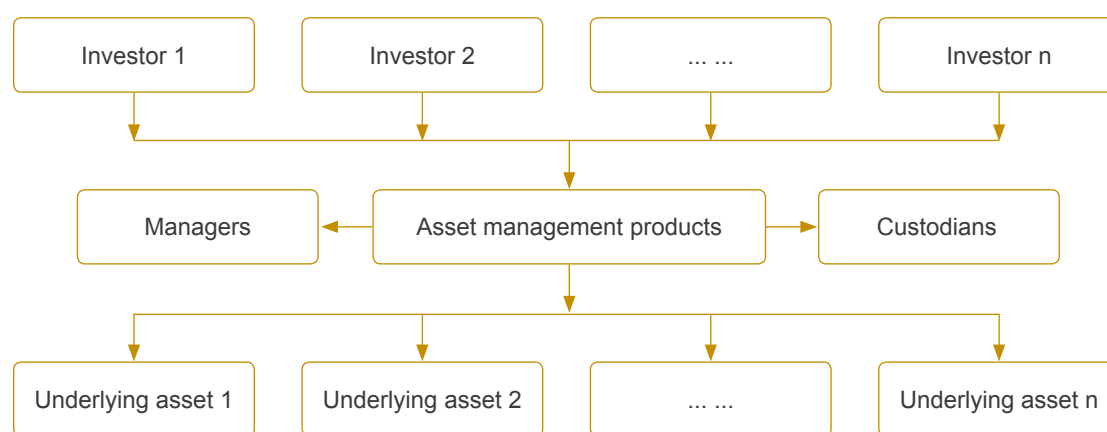 Investor 1
Investor 2
... ...
Investor n
Managers
Asset management products
Custodians
Underlying asset 1
Underlying asset 2
... ...
Underlying asset n